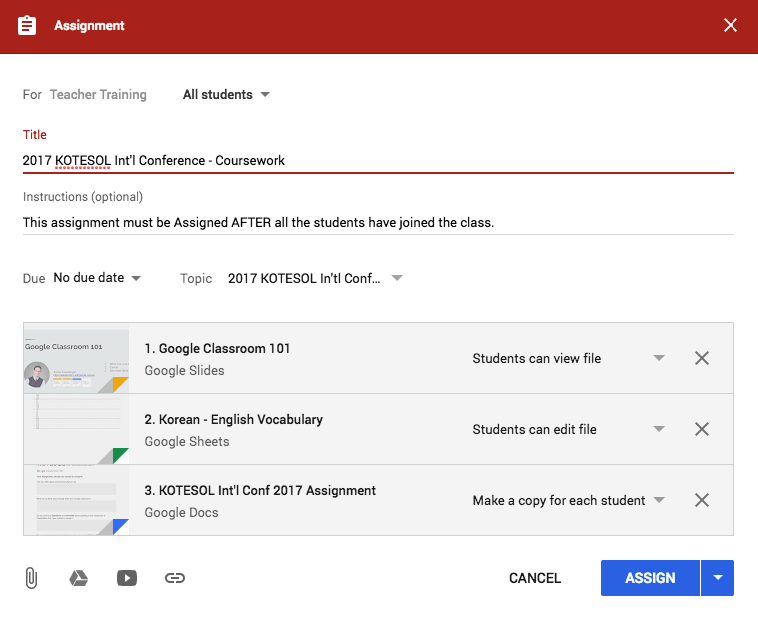 Assignment
For Teacher Training All students
Title
2017 KOTESOL Int'l Conference - Coursework
Instructions (optional)
This assignment must be Assigned AFTER all the students have joined the class.
Due No due date Topic 2017 KOTESOL In'tl Conf...
Google Classroom 101
1. Google Classroom 101
Google Slides
Students can view file
2. Korean - English Vocabulary
Google Sheets
Students can edit file
3. KOTESOL Int'l Conf 2017 Assignment
Google Docs
Make a copy for each student
CANCEL ASSIGN